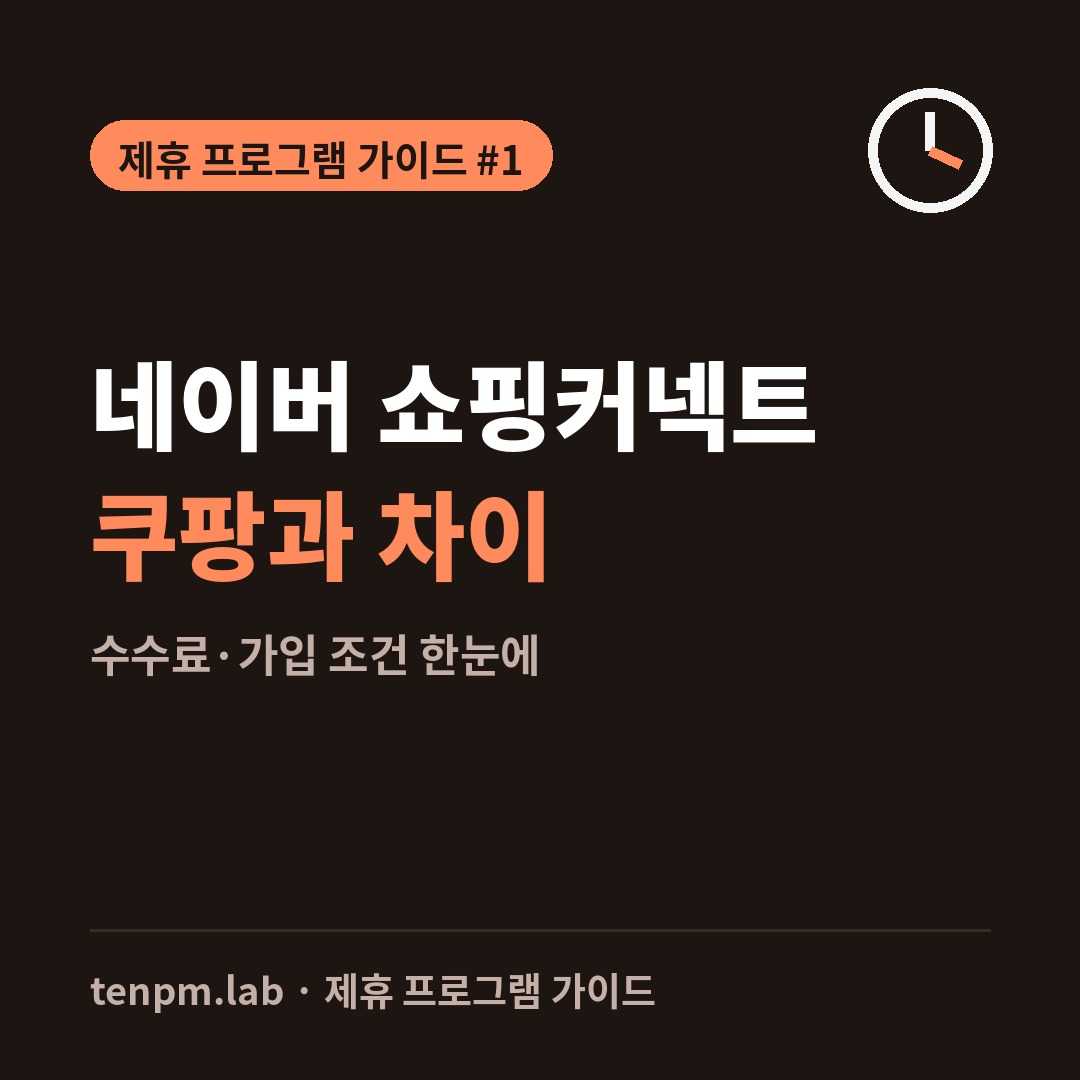 제휴 프로그램 가이드 #1
네이버 쇼핑커넥트
쿠팡과 차이
수수료·가입 조건 한눈에
tenpm.lab · 제휴 프로그램 가이드